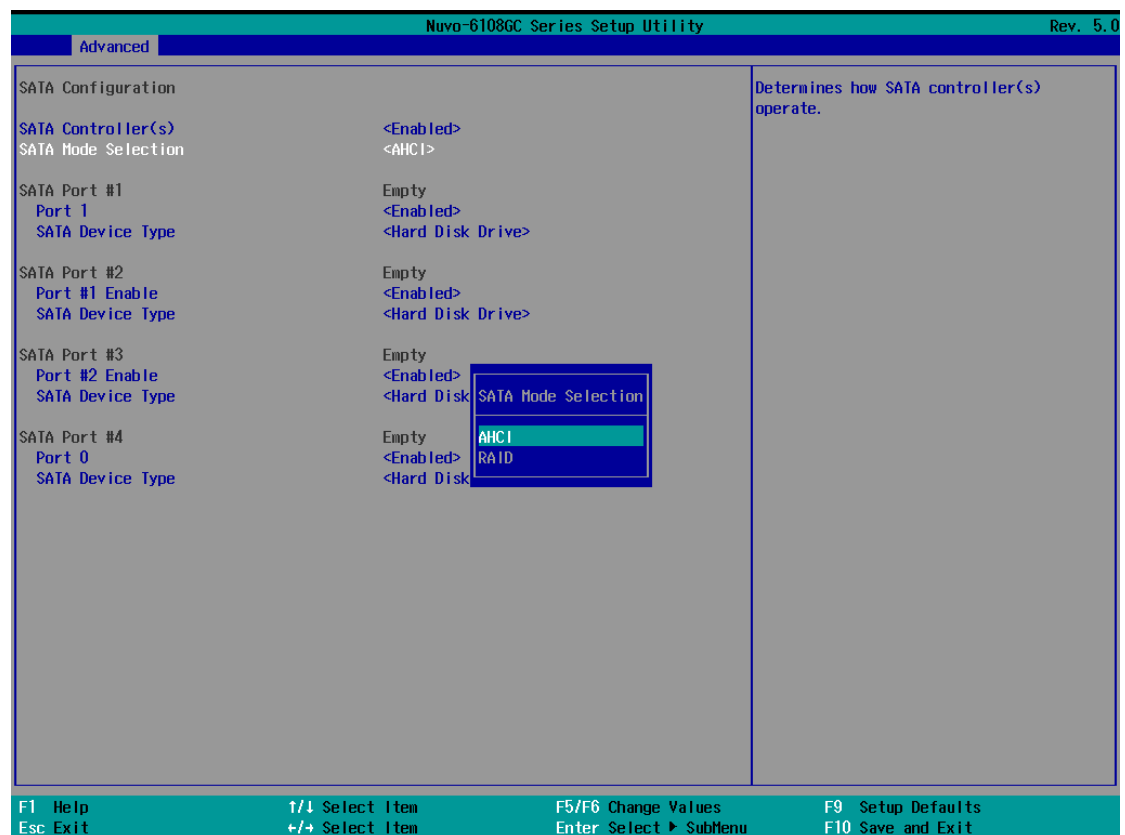 Nuvo-6108GC Series Setup Utility Rev. 5.0
Advanced
SATA Configuration
SATA Controller(s) <Enabled>
SATA Mode Selection <AHCI>
SATA Port #1 Empty
Port 1 <Enabled>
SATA Device Type <Hard Disk Drive>
SATA Port #2 Empty
Port #1 Enable <Enabled>
SATA Device Type <Hard Disk Drive>
SATA Port #3 Empty
Port #2 Enable <Enabled>
SATA Device Type <Hard Disk
SATA Port #4 Empty
Port 0 <Enabled>
SATA Device Type <Hard Disk
SATA Mode Selection
AHCI
RAID
Determines how SATA controller(s)
operate.
F1 Help ↑/↓ Select Item F5/F6 Change Values F9 Setup Defaults
Esc Exit ←/→ Select Item Enter Select ► SubMenu F10 Save and Exit